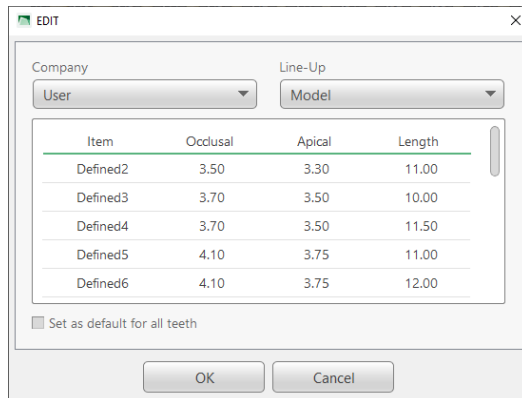 EDIT
Company Line-Up
User Model
Item Occlusal Apical Length
Defined2 3.50 3.30 11.00
Defined3 3.70 3.50 10.00
Defined4 3.70 3.50 11.50
Defined5 4.10 3.75 11.00
Defined6 4.10 3.75 12.00
Set as default for all teeth
OK Cancel